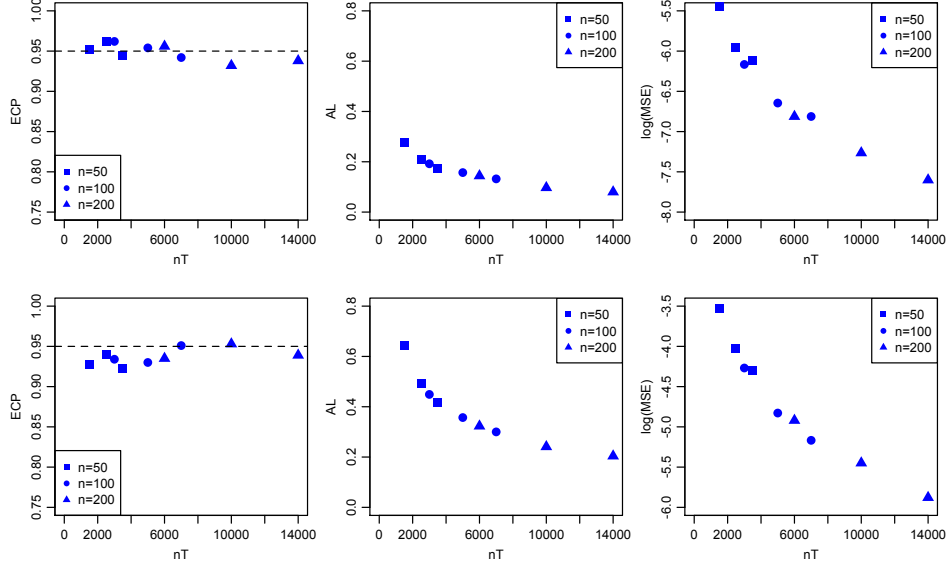 ECP
0.75 0.80 0.85 0.90 0.95 1.00
n=50
n=100
n=200
0 2000 6000 10000 14000
nT
AL
0.0 0.2 0.4 0.6 0.8
n=50
n=100
n=200
0 2000 6000 10000 14000
nT
log(MSE)
-8.0 -7.5 -7.0 -6.5 -6.0 -5.5
n=50
n=100
n=200
0 2000 6000 10000 14000
nT
ECP
0.75 0.80 0.85 0.90 0.95 1.00
n=50
n=100
n=200
0 2000 6000 10000 14000
nT
AL
0.0 0.2 0.4 0.6 0.8
n=50
n=100
n=200
0 2000 6000 10000 14000
nT
log(MSE)
-6.0 -5.5 -5.0 -4.5 -4.0 -3.5
n=50
n=100
n=200
0 2000 6000 10000 14000
nT